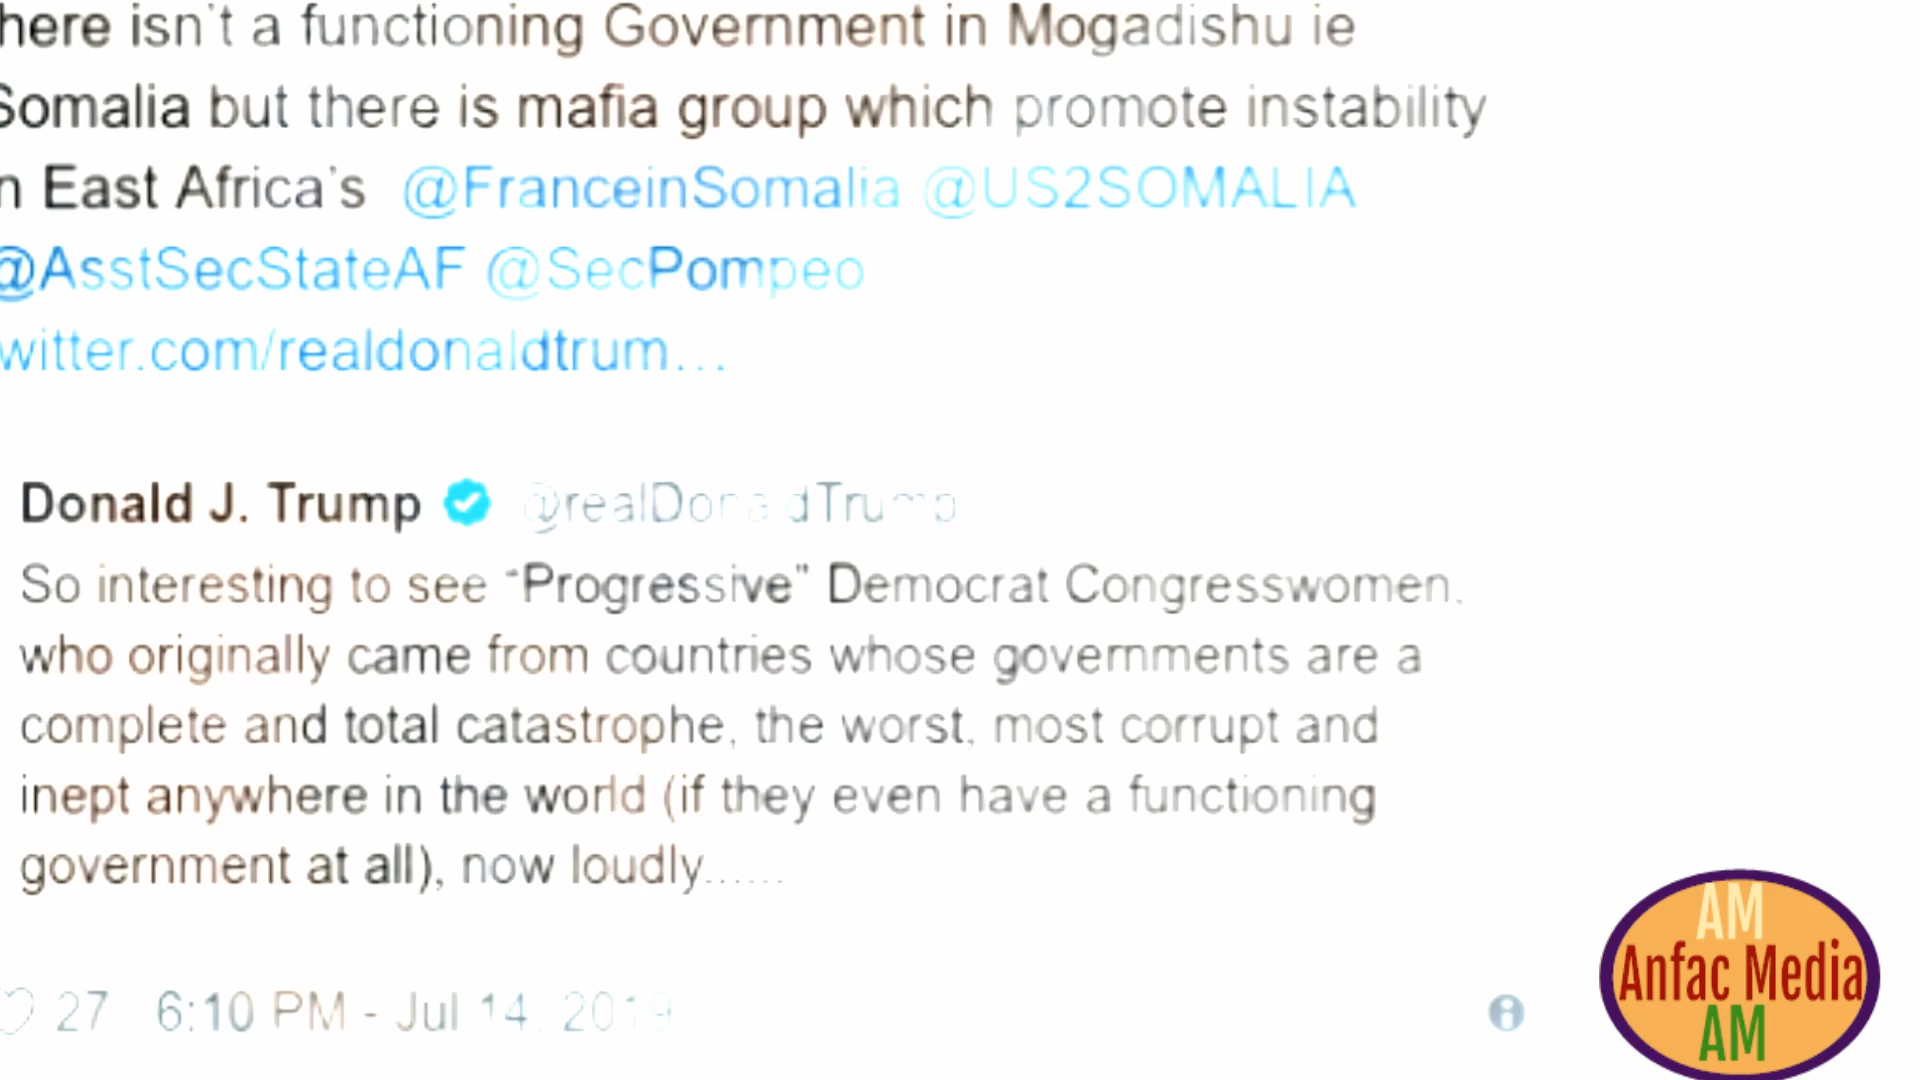 here isn't a functioning Government in Mogadishu ie
Somalia but there is mafia group which promote instability
n East Africa's @FranceinSomalia @US2SOMALIA
@AsstSecStateAF @SecPompeo
witter.com/realdonaldtrum...
Donald J. Trump @realDonaldTrump
So interesting to see "Progressive" Democrat Congresswomen,
who originally came from countries whose governments are a
complete and total catastrophe, the worst, most corrupt and
inept anywhere in the world (if they even have a functioning
government at all), now loudly......
27 6:10 PM - Jul 14, 2019
AM
Anfac Media
AM